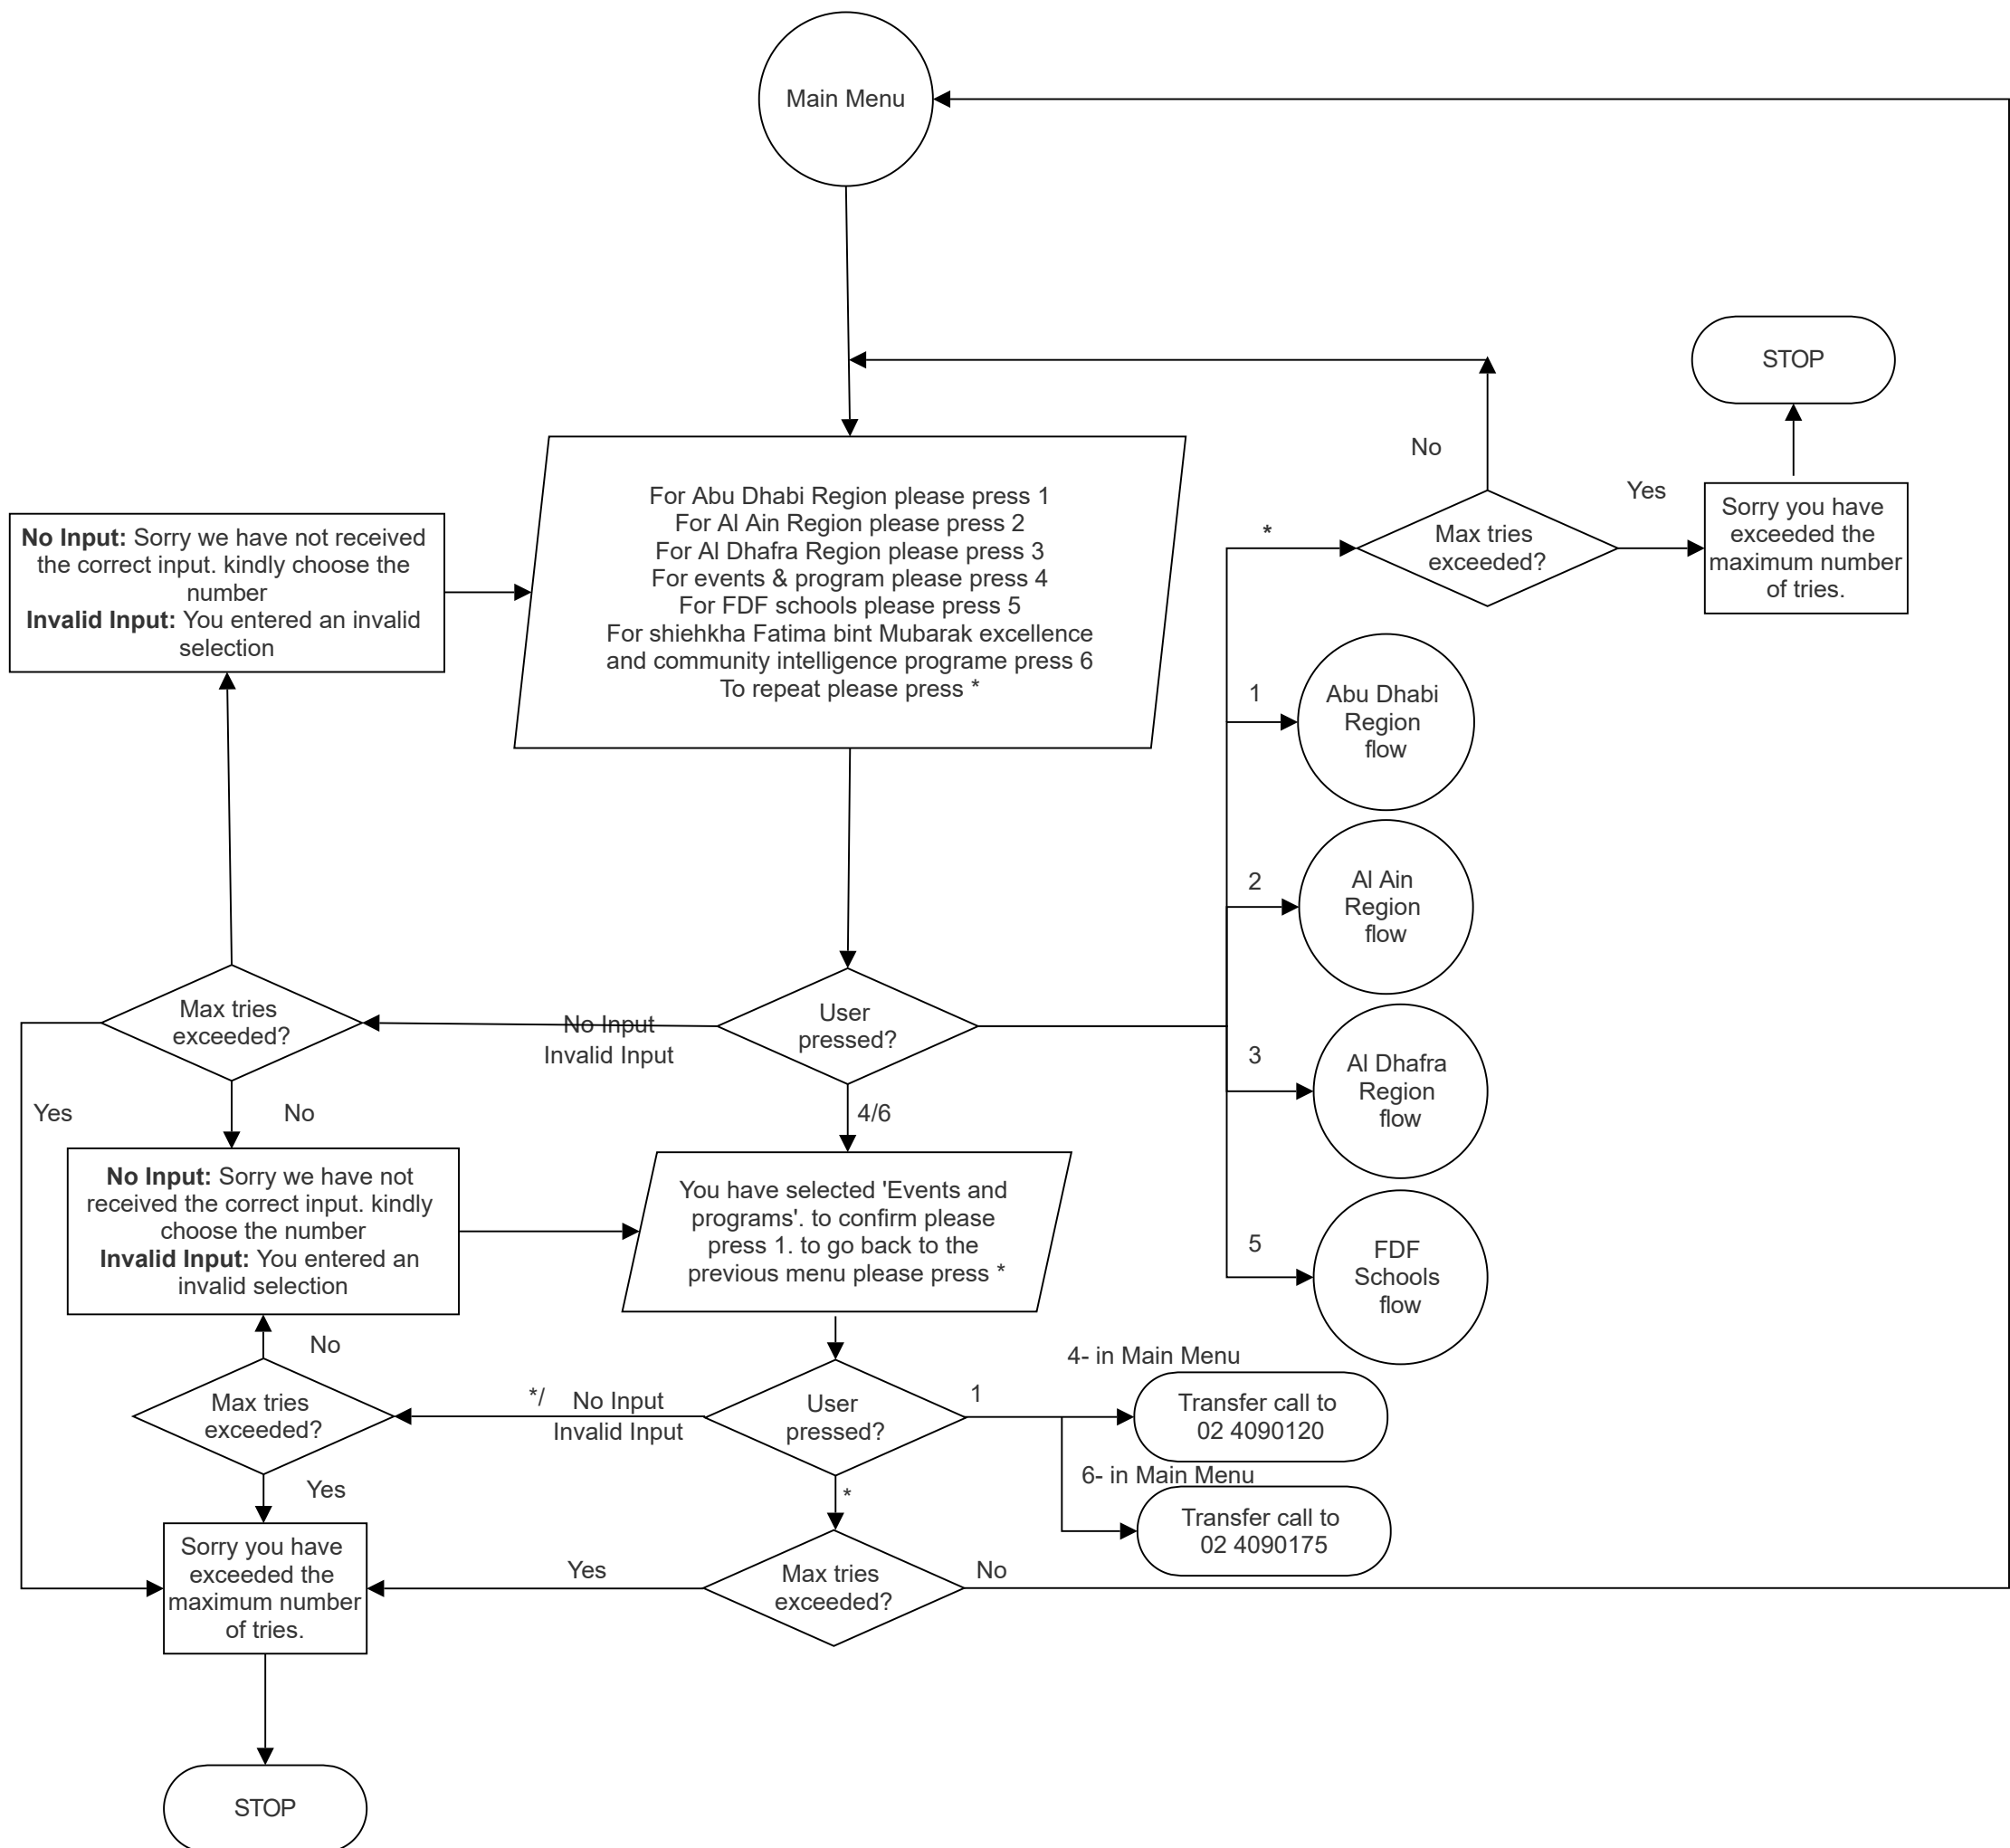 Main Menu
STOP
No
Yes
Sorry you have
exceeded the
maximum number
of tries.
*
Max tries
exceeded?
For Abu Dhabi Region please press 1
For Al Ain Region please press 2
For Al Dhafra Region please press 3
For events & program please press 4
For FDF schools please press 5
For shiehkha Fatima bint Mubarak excellence
and community intelligence programe press 6
To repeat please press *
No Input: Sorry we have not received
the correct input. kindly choose the
number
Invalid Input: You entered an invalid
selection
1
Abu Dhabi
Region
flow
2
Al Ain
Region
flow
Max tries
exceeded?
No Input
Invalid Input
User
pressed?
3
Al Dhafra
Region
flow
Yes
No
4/6
No Input: Sorry we have not
received the correct input. kindly
choose the number
Invalid Input: You entered an
invalid selection
You have selected 'Events and
programs'. to confirm please
press 1. to go back to the
previous menu please press *
5
FDF
Schools
flow
No
4- in Main Menu
Max tries
exceeded?
*/
No Input
Invalid Input
User
pressed?
1
Transfer call to
02 4090120
Yes
*
6- in Main Menu
Transfer call to
02 4090175
Sorry you have
exceeded the
maximum number
of tries.
Yes
Max tries
exceeded?
No
STOP